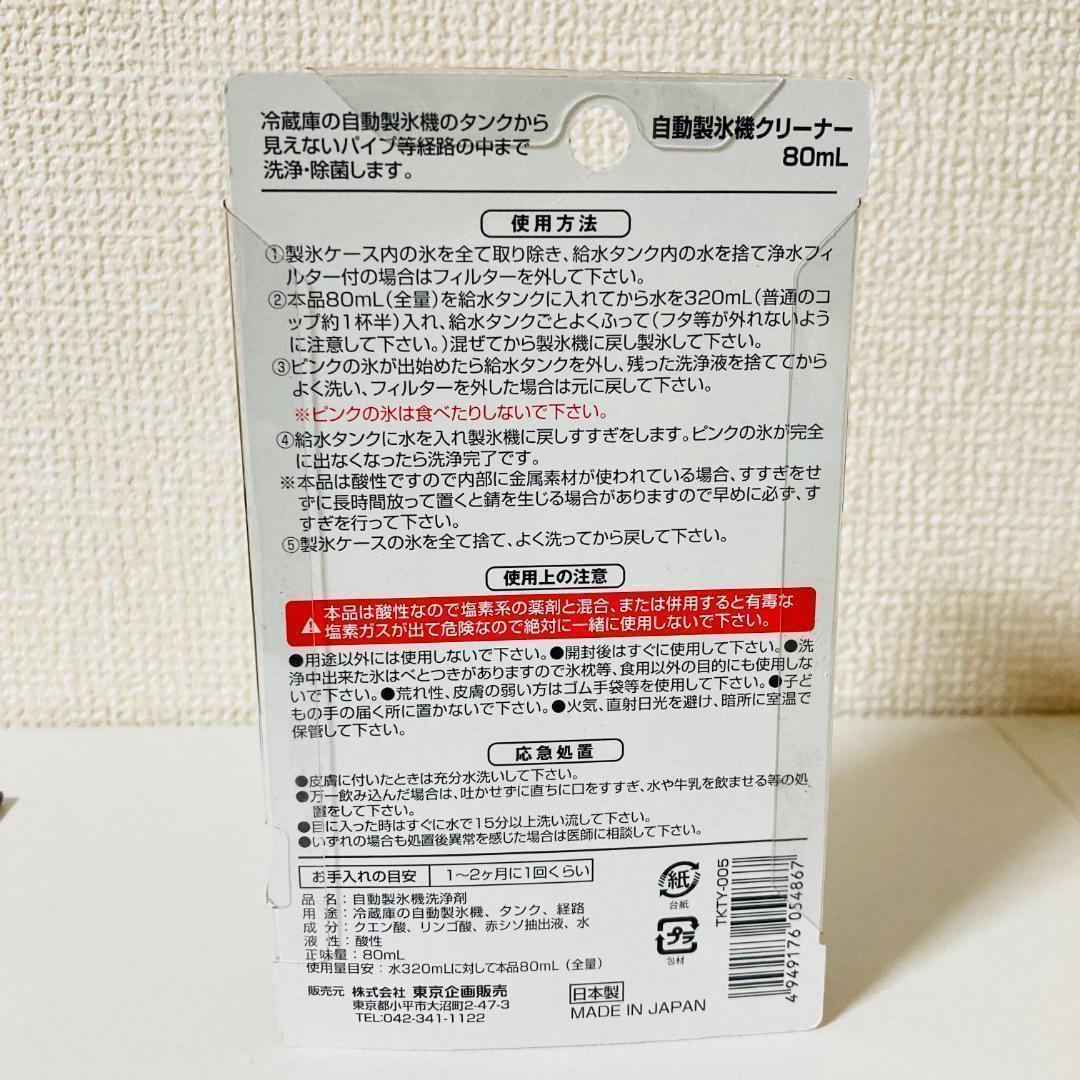 冷蔵庫の自動製氷機のタンクから
見えないパイプ等経路の中まで
洗浄・除菌します。
自動製氷機クリーナー
80mL
使用方法
①製氷ケース内の氷を全て取り除き、給水タンク内の水を捨て浄水フィ
ルター付の場合はフィルターを外して下さい。
②本品80mL(全量)を給水タンクに入れてから水を320mL(普通のコ
ップ約1杯半)入れ、給水タンクごとよくふって(フタ等が外れないよう
に注意して下さい。)混ぜてから製氷機に戻し製氷して下さい。
③ピンクの氷が出始めたら給水タンクを外し、残った洗浄液を捨ててから
よく洗い、フィルターを外した場合は元に戻して下さい。
※ピンクの氷は食べたりしないで下さい。
④給水タンクに水を入れ製氷機に戻しすすぎをします。ピンクの氷が完全
に出なくなったら洗浄完了です。
※本品は酸性ですので内部に金属素材が使われている場合、すすぎをせ
ずに長時間放って置くと錆を生じる場合がありますので早めに必ず、す
すぎを行って下さい。
⑤製氷ケースの氷を全て捨て、よく洗ってから戻して下さい。
使用上の注意
本品は酸性なので塩素系の薬剤と混合、または併用すると有毒な
塩素ガスが出て危険なので絶対に一緒に使用しないで下さい。
●用途以外には使用しないで下さい。●開封後はすぐに使用して下さい。●洗
浄中出来た氷はべとつきがありますので氷枕等、食用以外の目的にも使用しな
いで下さい。●荒れ性、皮膚の弱い方はゴム手袋等を使用して下さい。●子ど
もの手の届く所に置かないで下さい。●火気、直射日光を避け、暗所に室温で
保管して下さい。
応急処置
●皮膚に付いたときは充分水洗いして下さい。
●万一飲み込んだ場合は、吐かせずに直ちに口をすすぎ、水や牛乳を飲ませる等の処
置をして下さい。
●目に入った時はすぐに水で15分以上洗い流して下さい。
●いずれの場合も処置後異常を感じた場合は医師に相談して下さい。
お手入れの目安 1～2ヶ月に1回くらい
品 名:自動製氷機洗浄剤
用 途:冷蔵庫の自動製氷機、タンク、経路
成 分:クエン酸、リンゴ酸、赤シソ抽出液、水
液 性:酸性
正味量:80mL
使用量目安:水320mLに対して本品80mL(全量)
販売元 株式会社 東京企画販売
東京都小平市大沼町2-47-3
TEL:042-341-1122
紙
台紙
プラ
包材
日本製
MADE IN JAPAN
TKTY-005
4 949176 054867